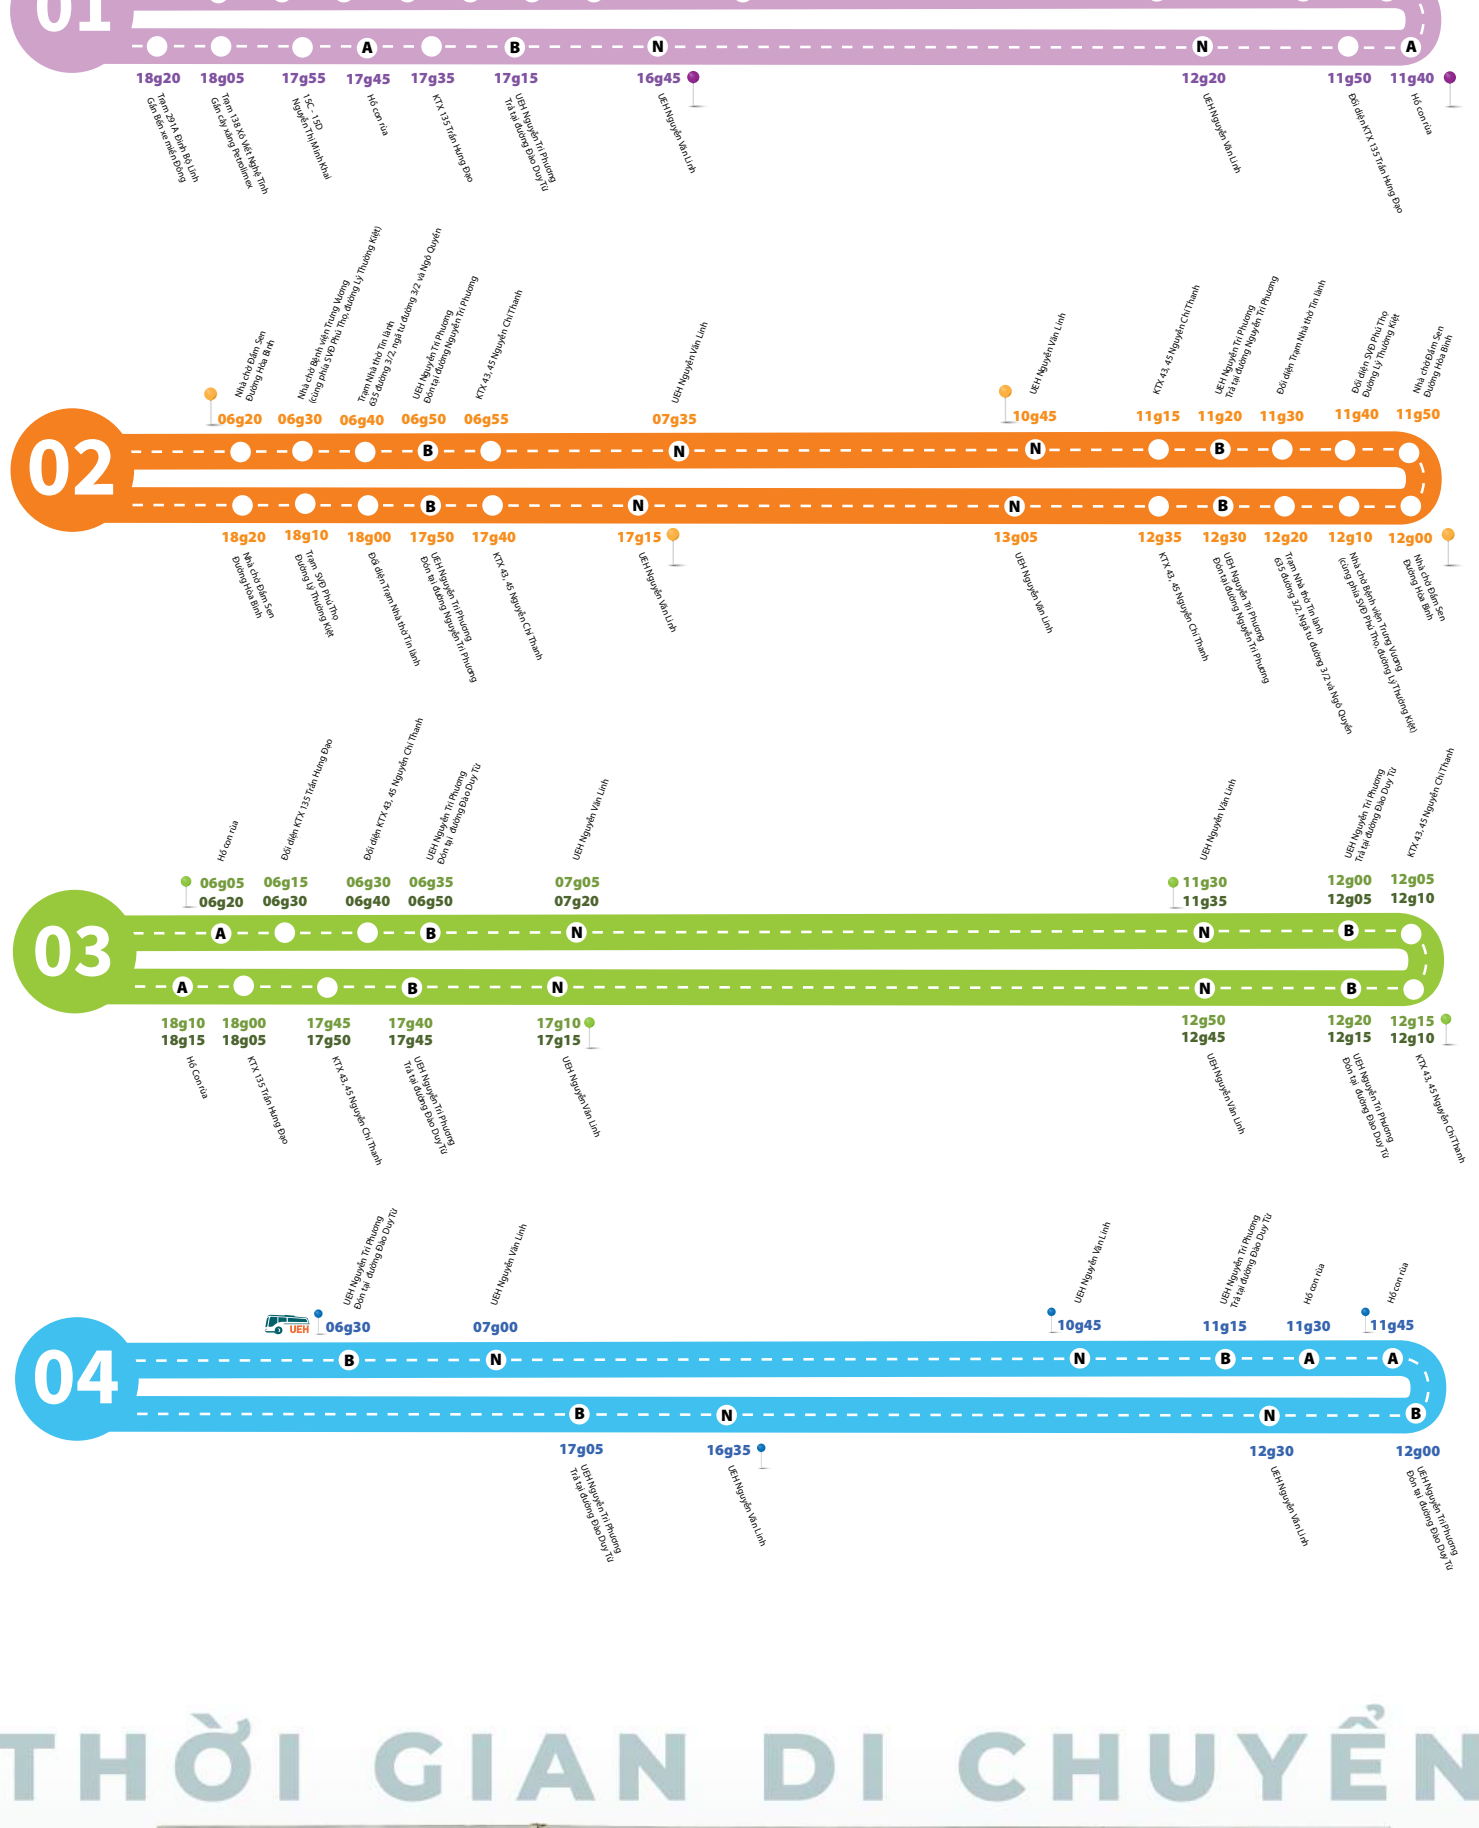 01
A
B
N
N
A
18g20
18g05
17g55
17g45
17g35
17g15
16g45
12g20
11g50
11g40
Trạm 291A Đinh Bộ Lĩnh
Gần Bến xe miền Đông
Trạm 138 Xô Viết Nghệ Tĩnh
Gần cây xăng Petrolimex
15C - 15D
Nguyễn Thị Minh Khai
Hồ con rùa
KTX 135 Trần Hưng Đạo
UEH Nguyễn Tri Phương
Trả tại đường Đào Duy Từ
UEH Nguyễn Văn Linh
UEH Nguyễn Văn Linh
Đối diện KTX 135 Trần Hưng Đạo
Hồ con rùa
Nhà chờ Đầm Sen
Đường Hòa Bình
Nhà chờ Bệnh viện Trưng Vương
(cùng phía SVĐ Phú Thọ, đường Lý Thường Kiệt)
Trạm Nhà thờ Tin lành
635 đường 3/2, ngã tư đường 3/2 và Ngô Quyền
UEH Nguyễn Tri Phương
Đón tại đường Nguyễn Tri Phương
KTX 43, 45 Nguyễn Chí Thanh
UEH Nguyễn Văn Linh
UEH Nguyễn Văn Linh
KTX 43, 45 Nguyễn Chí Thanh
UEH Nguyễn Tri Phương
Trả tại đường Nguyễn Tri Phương
Đối diện Trạm Nhà thờ Tin lành
Đối diện SVĐ Phú Thọ
Đường Lý Thường Kiệt
Nhà chờ Đầm Sen
Đường Hòa Bình
06g20
06g30
06g40
06g50
06g55
07g35
10g45
11g15
11g20
11g30
11g40
11g50
02
B
N
N
B
B
N
N
B
18g20
18g10
18g00
17g50
17g40
17g15
13g05
12g35
12g30
12g20
12g10
12g00
Nhà chờ Đầm Sen
Đường Hòa Bình
Trạm SVĐ Phú Thọ
Đường Lý Thường Kiệt
Đối diện Trạm Nhà thờ Tin lành
UEH Nguyễn Tri Phương
Đón tại đường Nguyễn Tri Phương
KTX 43, 45 Nguyễn Chí Thanh
UEH Nguyễn Văn Linh
UEH Nguyễn Văn Linh
KTX 43, 45 Nguyễn Chí Thanh
UEH Nguyễn Tri Phương
Đón tại đường Nguyễn Tri Phương
Trạm Nhà thờ Tin lành
635 đường 3/2, Ngã tư đường 3/2 và Ngô Quyền
Nhà chờ Bệnh viện Trưng Vương
(cùng phía SVĐ Phú Thọ, đường Lý Thường Kiệt)
Nhà chờ Đầm Sen
Đường Hòa Bình
Hồ con rùa
Đối diện KTX 135 Trần Hưng Đạo
Đối diện KTX 43, 45 Nguyễn Chí Thanh
UEH Nguyễn Tri Phương
Đón tại đường Đào Duy Từ
UEH Nguyễn Văn Linh
UEH Nguyễn Văn Linh
UEH Nguyễn Tri Phương
Trả tại đường Đào Duy Từ
KTX 43, 45 Nguyễn Chí Thanh
06g05
06g15
06g30
06g35
07g05
11g30
12g00
12g05
06g20
06g30
06g40
06g50
07g20
11g35
12g05
12g10
03
A
B
N
N
B
A
B
N
N
B
18g10
18g00
17g45
17g40
17g10
12g50
12g20
12g15
18g15
18g05
17g50
17g45
17g15
12g45
12g15
12g10
Hồ Con rùa
KTX 135 Trần Hưng Đạo
KTX 43, 45 Nguyễn Chí Thanh
UEH Nguyễn Tri Phương
Trả tại đường Đào Duy Từ
UEH Nguyễn Văn Linh
UEH Nguyễn Văn Linh
UEH Nguyễn Tri Phương
Đón tại đường Đào Duy Từ
KTX 43, 45 Nguyễn Chí Thanh
UEH Nguyễn Tri Phương
Đón tại đường Đào Duy Từ
UEH Nguyễn Văn Linh
UEH Nguyễn Văn Linh
UEH Nguyễn Tri Phương
Trả tại đường Đào Duy Từ
Hồ con rùa
Hồ con rùa
UEH
06g30
07g00
10g45
11g15
11g30
11g45
04
B
N
N
B
A
A
B
N
N
B
17g05
16g35
12g30
12g00
UEH Nguyễn Tri Phương
Trả tại đường Đào Duy Từ
UEH Nguyễn Văn Linh
UEH Nguyễn Văn Linh
UEH Nguyễn Tri Phương
Đón tại đường Đào Duy Từ
THỜI GIAN DI CHUYỂN